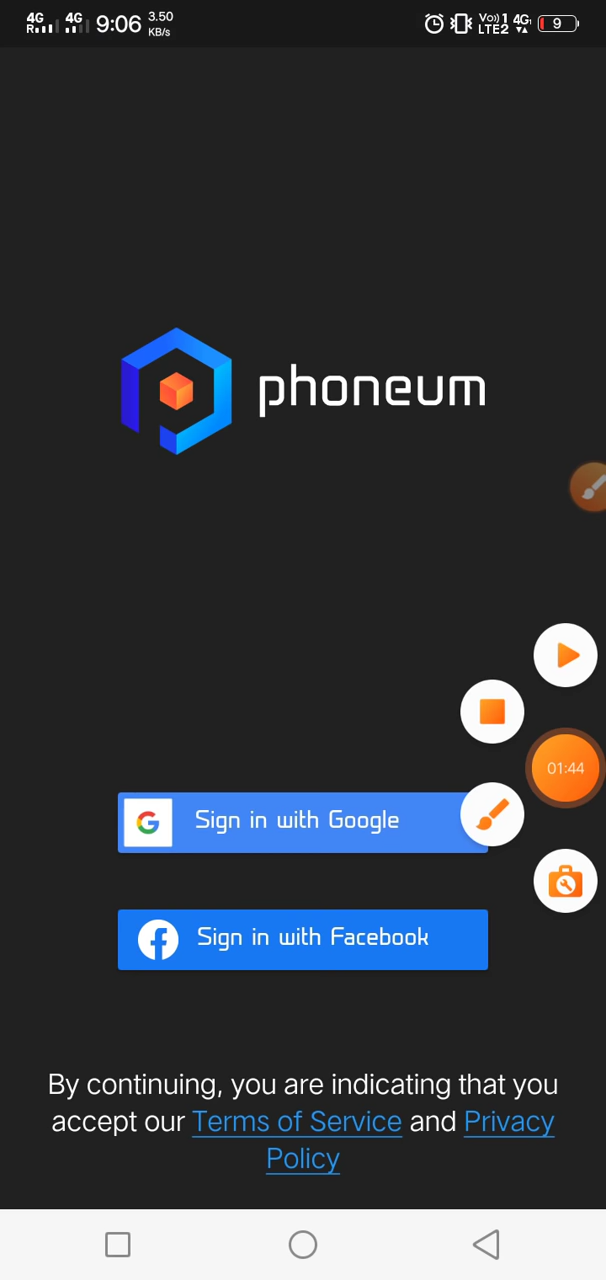 4G 4G 9:06 3.50 KB/s Vo)) 1 LTE2 4G 9
R
phoneum
01:44
Sign in with Google
Sign in with Facebook
By continuing, you are indicating that you
accept our Terms of Service and Privacy
Policy